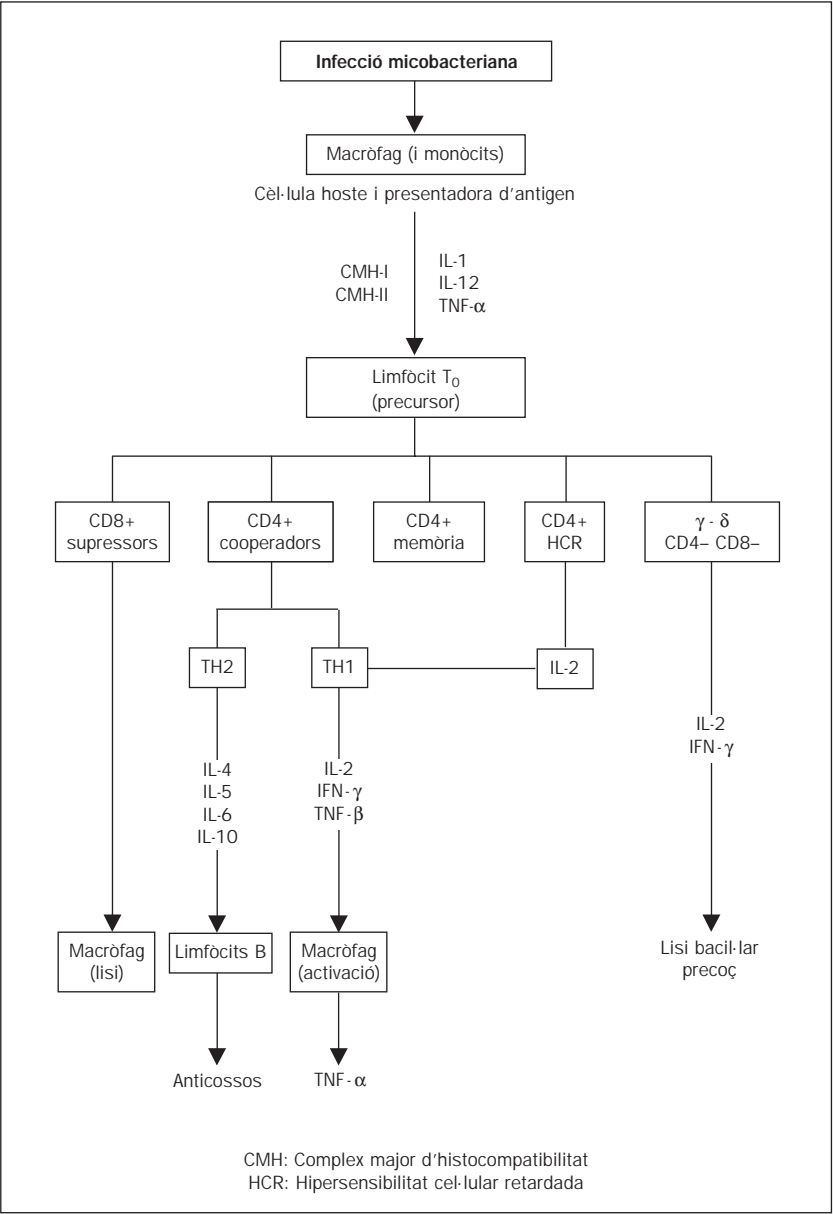 Infecció micobacteriana
Macròfag (i monòcits)
Cèl·lula hoste i presentadora d'antigen
CMH-I
CMH-II
IL-1
IL-12
TNF-α
Limfòcit T₀
(precursor)
CD8+
supressors
CD4+
cooperadors
CD4+
memòria
CD4+
HCR
γ - δ
CD4– CD8–
TH2
TH1
IL-2
IL-4
IL-5
IL-6
IL-10
IL-2
IFN-γ
TNF-β
IL-2
IFN-γ
Macròfag
(lisi)
Limfòcits B
Macròfag
(activació)
Lisi bacil·lar
precoç
Anticossos
TNF-α
CMH: Complex major d'histocompatibilitat
HCR: Hipersensibilitat cel·lular retardada